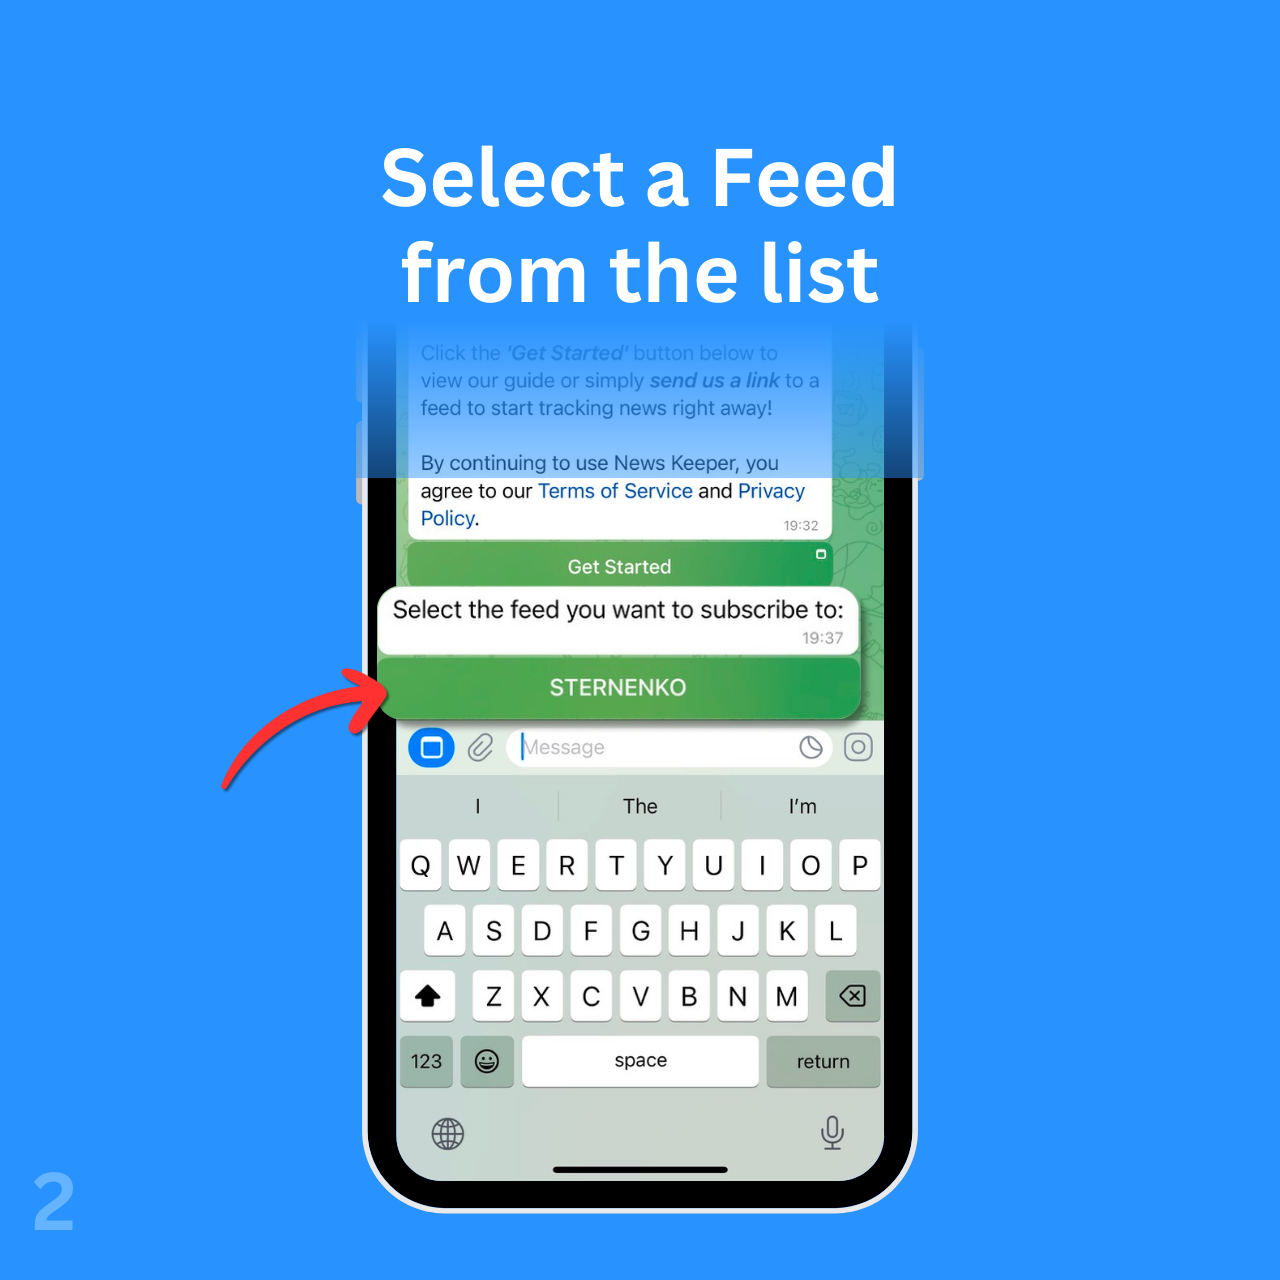 Select a Feed
from the list
Click the 'Get Started' button below to
view our guide or simply send us a link to a
feed to start tracking news right away!
By continuing to use News Keeper, you
agree to our Terms of Service and Privacy
Policy.
19:32
Get Started
Select the feed you want to subscribe to:
19:37
STERNENKO
Message
I The I’m
Q W E R T Y U I O P
A S D F G H J K L
Z X C V B N M
123 space return
2